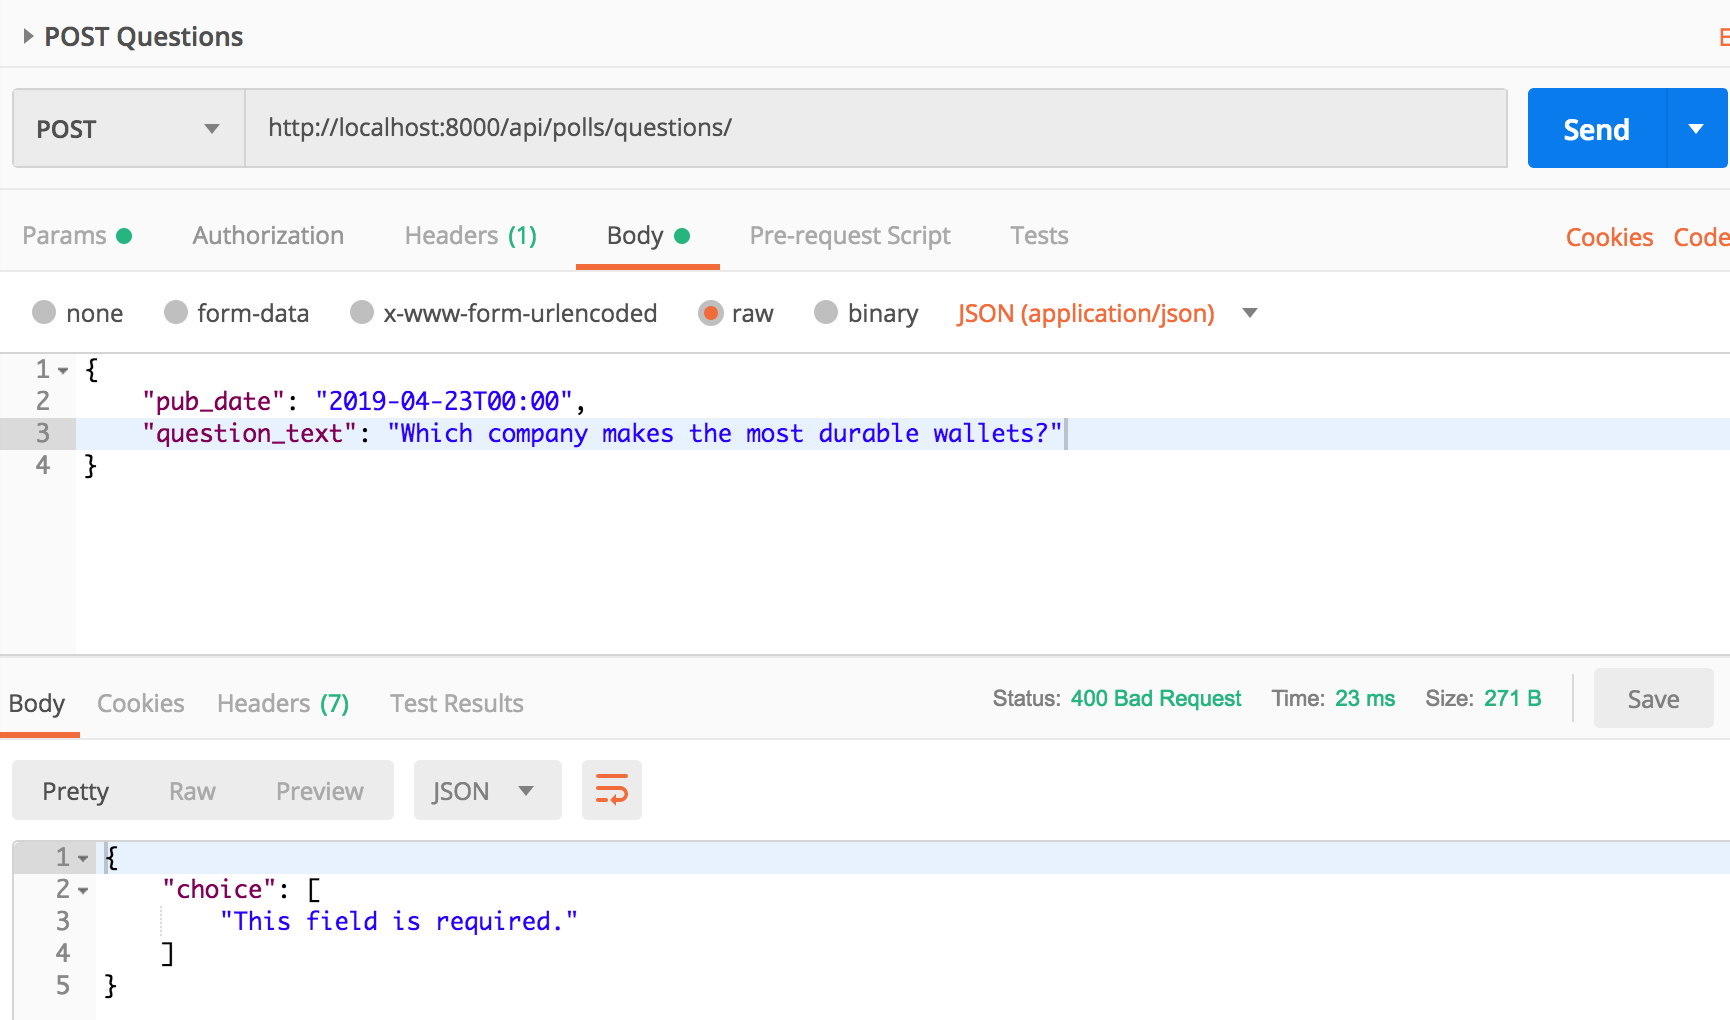 POST Questions
E
POST http://localhost:8000/api/polls/questions/ Send
Params Authorization Headers (1) Body Pre-request Script Tests Cookies Code
none form-data x-www-form-urlencoded raw binary JSON (application/json)
1 {
2 "pub_date": "2019-04-23T00:00",
3 "question_text": "Which company makes the most durable wallets?"
4 }
Body Cookies Headers (7) Test Results Status: 400 Bad Request Time: 23 ms Size: 271 B Save
Pretty Raw Preview JSON
1 {
2 "choice": [
3 "This field is required."
4 ]
5 }